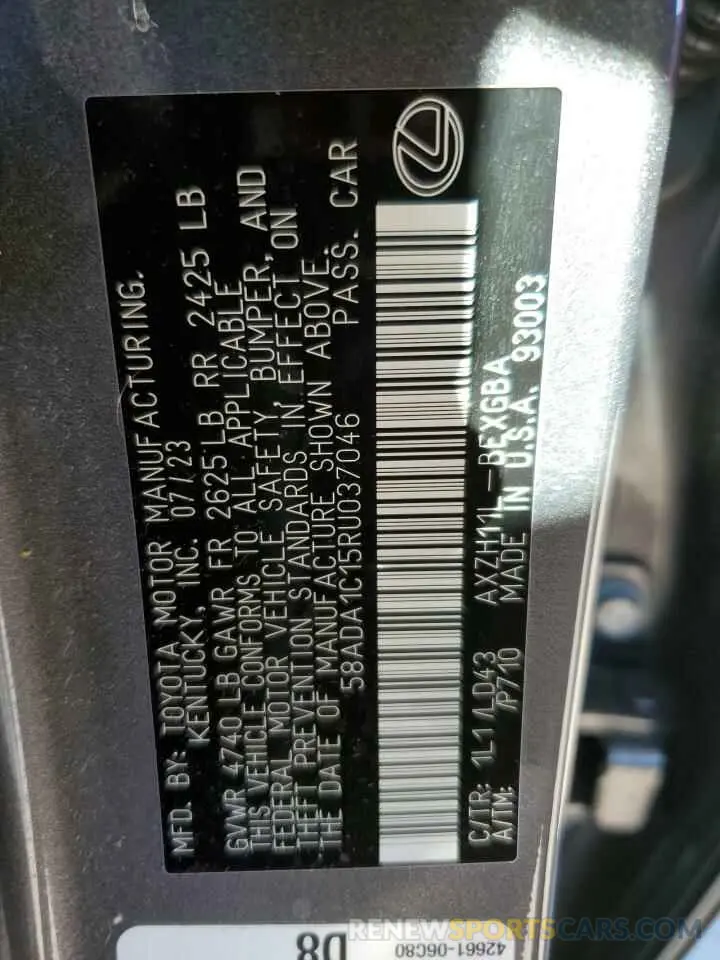 MFD. BY: TOYOTA MOTOR MANUFACTURING.
KENTUCKY, INC. 07/23
GVWR 4740 LB GAWR FR 2625 LB RR 2425 LB
THIS VEHICLE CONFORMS TO ALL APPLICABLE
FEDERAL MOTOR VEHICLE SAFETY, BUMPER, AND
THEFT PREVENTION STANDARDS IN EFFECT ON
THE DATE OF MANUFACTURE SHOWN ABOVE.
58ADA1C15RU037046 PASS. CAR
C/TR: 1L1/LD43 AXZH11L-BEXGBA
A/TM: /P710 MADE IN U.S.A. 93003
D8
42661-06C80
RENEWSPORTSCARS.COM